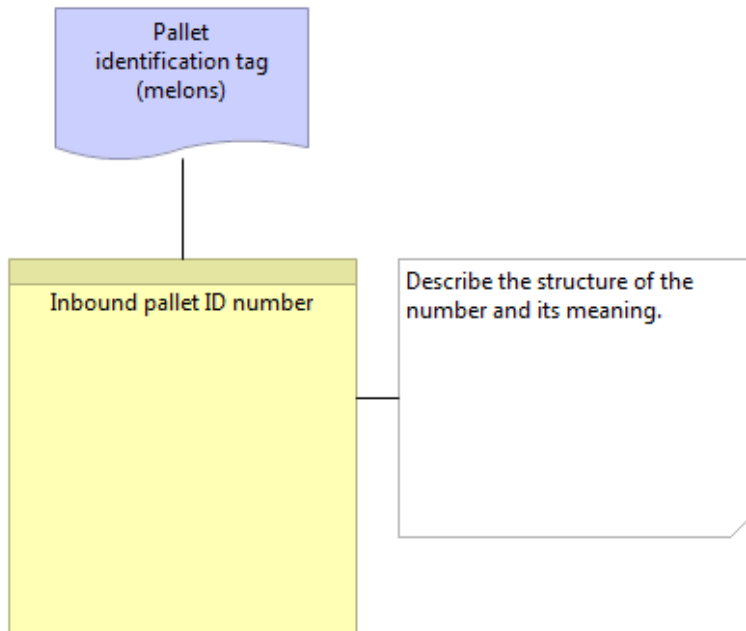 Pallet
identification tag
(melons)
Inbound pallet ID number
Describe the structure of the
number and its meaning.